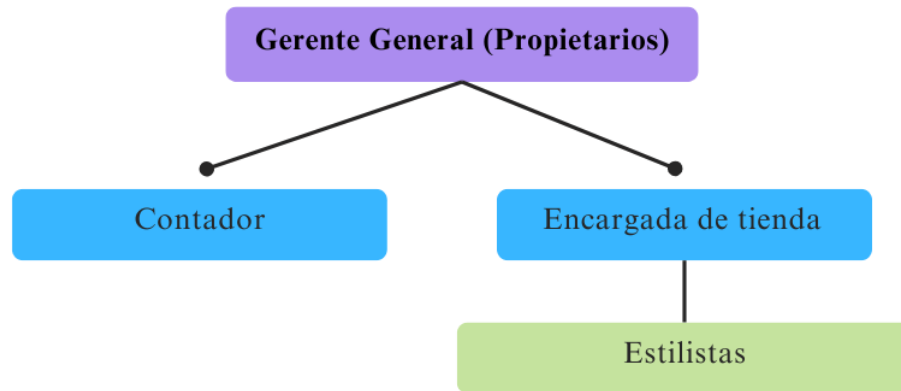 Gerente General (Propietarios)
Contador
Encargada de tienda
Estilistas